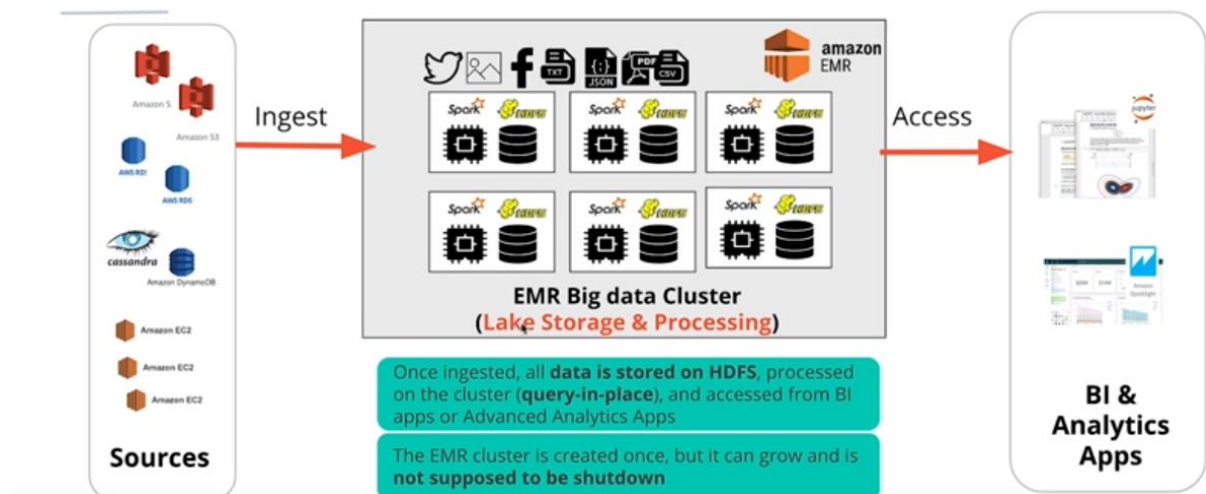 Amazon S
Amazon S3
AWS RDS
AWS RDS
cassandra
Amazon DynamoDB
Amazon EC2
Amazon EC2
Amazon EC2
Sources
Ingest
TXT
{:}
JSON
PDF
CSV
amazon
EMR
Spark
Spark
Spark
Spark
Spark
Spark
EMR Big data Cluster
(Lake Storage & Processing)
Once ingested, all data is stored on HDFS, processed
on the cluster (query-in-place), and accessed from BI
apps or Advanced Analytics Apps
The EMR cluster is created once, but it can grow and is
not supposed to be shutdown
Access
jupyter
Amazon
QuickSight
BI &
Analytics
Apps